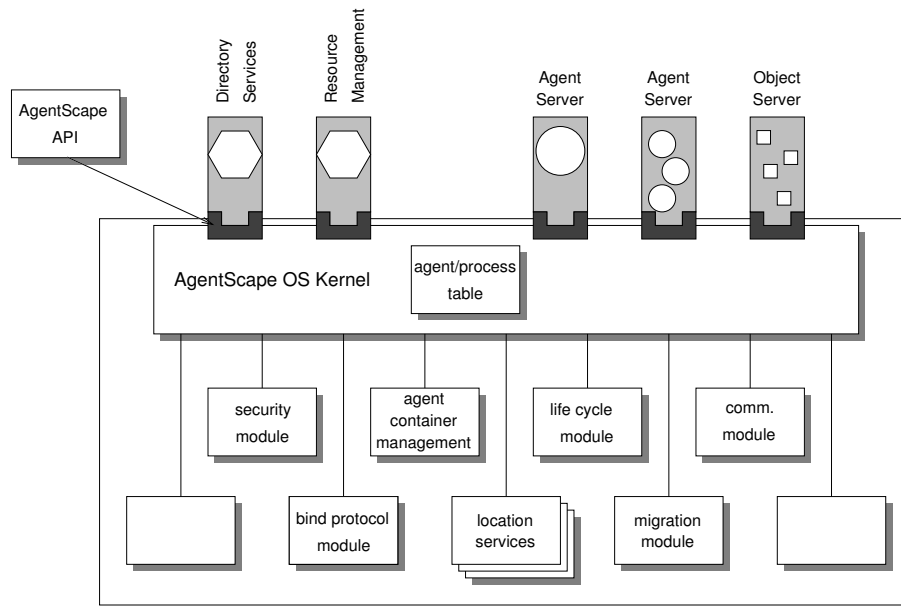 Directory
Services
Resource
Management
Agent
Server
Agent
Server
Object
Server
AgentScape
API
AgentScape OS Kernel
agent/process
table
security
module
agent
container
management
life cycle
module
comm.
module
bind protocol
module
location
services
migration
module